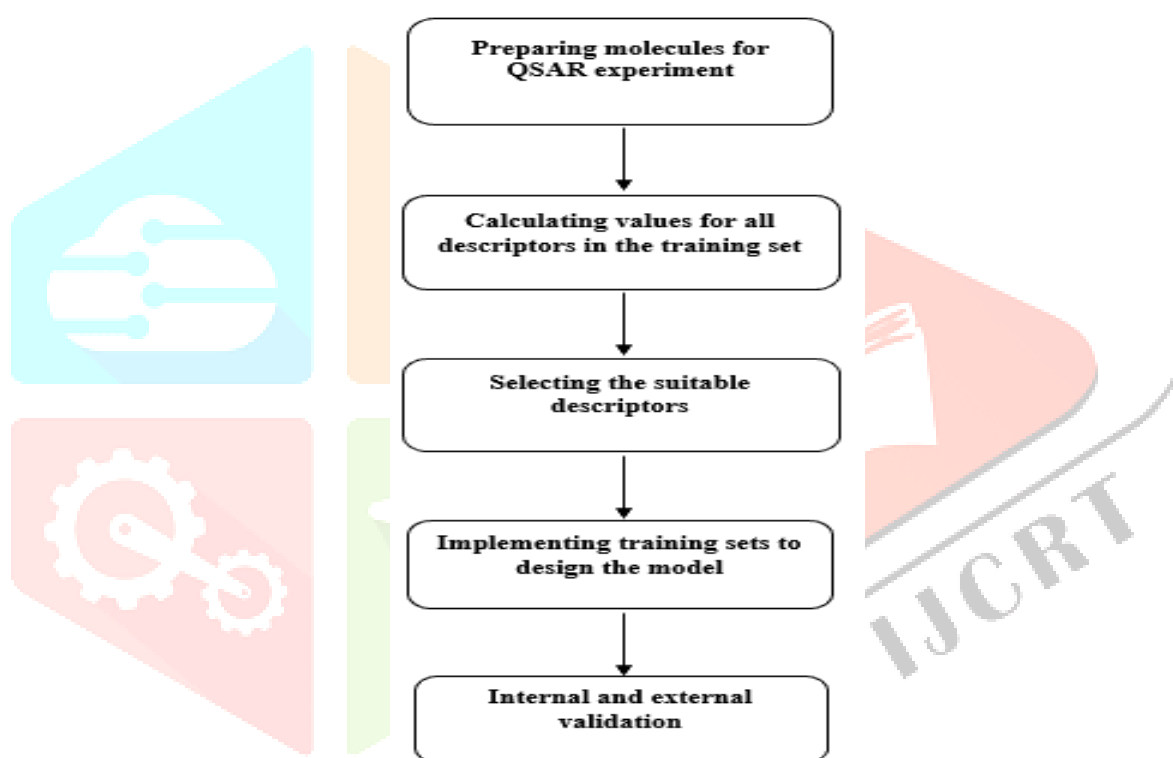 Preparing molecules for
QSAR experiment
Calculating values for all
descriptors in the training set
Selecting the suitable
descriptors
Implementing training sets to
design the model
Internal and external
validation
IJCRT